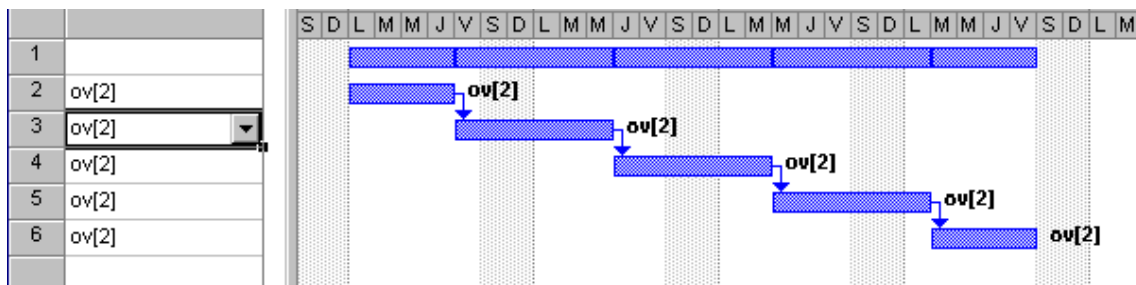 S D L M M J V S D L M M J V S D L M M J V S D L M M J V S D L M
1
2 ov[2] ov[2]
3 ov[2] ov[2]
4 ov[2] ov[2]
5 ov[2] ov[2]
6 ov[2] ov[2]